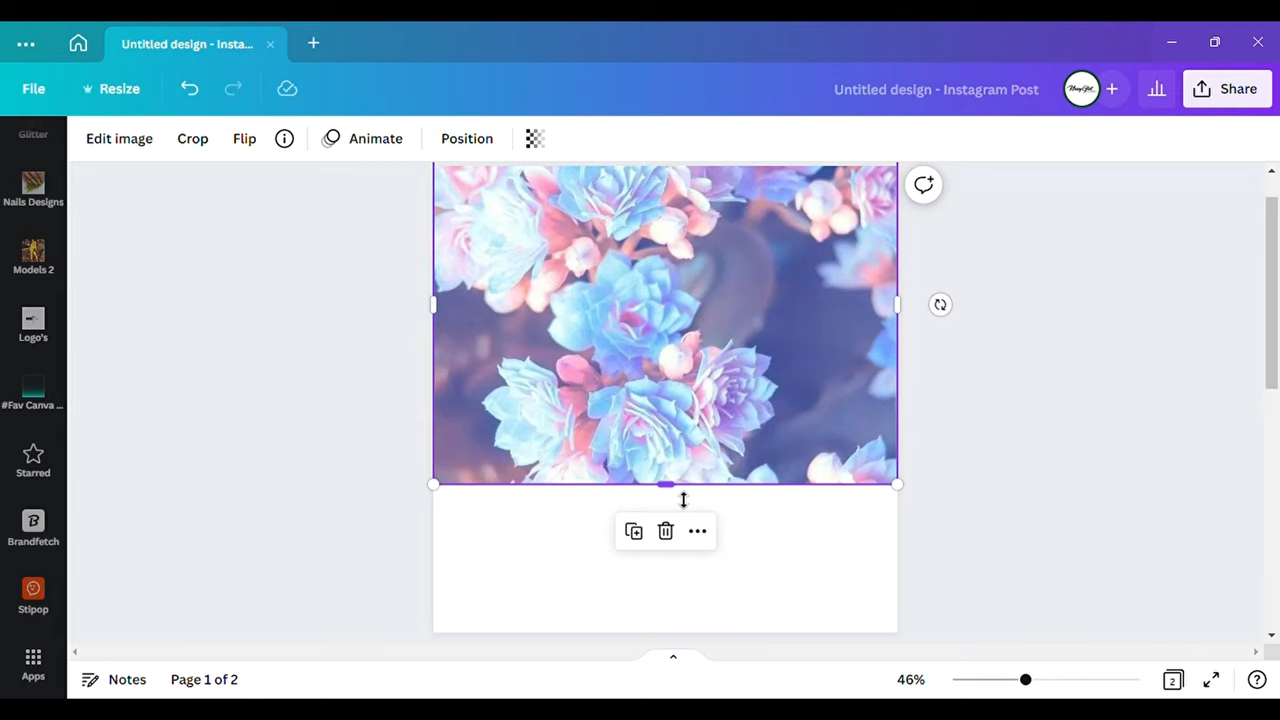 Untitled design - Insta...
File
Resize
Untitled design - Instagram Post
Share
Edit image
Crop
Flip
Animate
Position
Glitter
Nails Designs
Models 2
Logo's
#Fav Canva ...
Starred
Brandfetch
Stipop
Apps
Notes
Page 1 of 2
46%
2